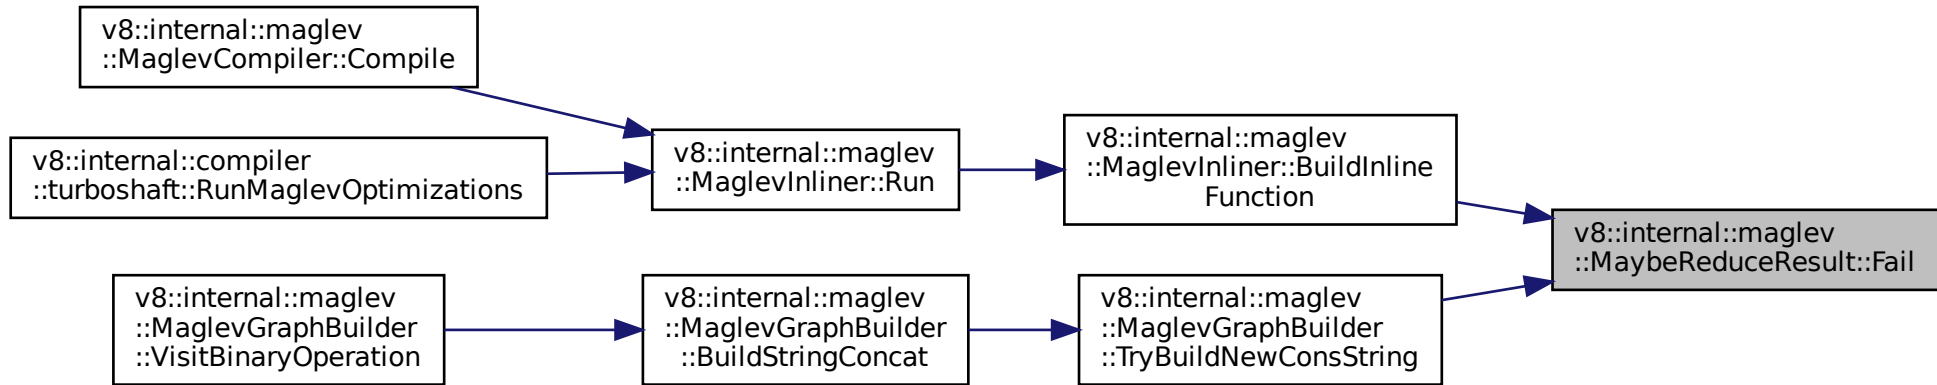 v8::internal::maglev
::MaglevCompiler::Compile
v8::internal::compiler
::turboshaft::RunMaglevOptimizations
v8::internal::maglev
::MaglevInliner::Run
v8::internal::maglev
::MaglevInliner::BuildInline
Function
v8::internal::maglev
::MaybeReduceResult::Fail
v8::internal::maglev
::MaglevGraphBuilder
::VisitBinaryOperation
v8::internal::maglev
::MaglevGraphBuilder
::BuildStringConcat
v8::internal::maglev
::MaglevGraphBuilder
::TryBuildNewConsString